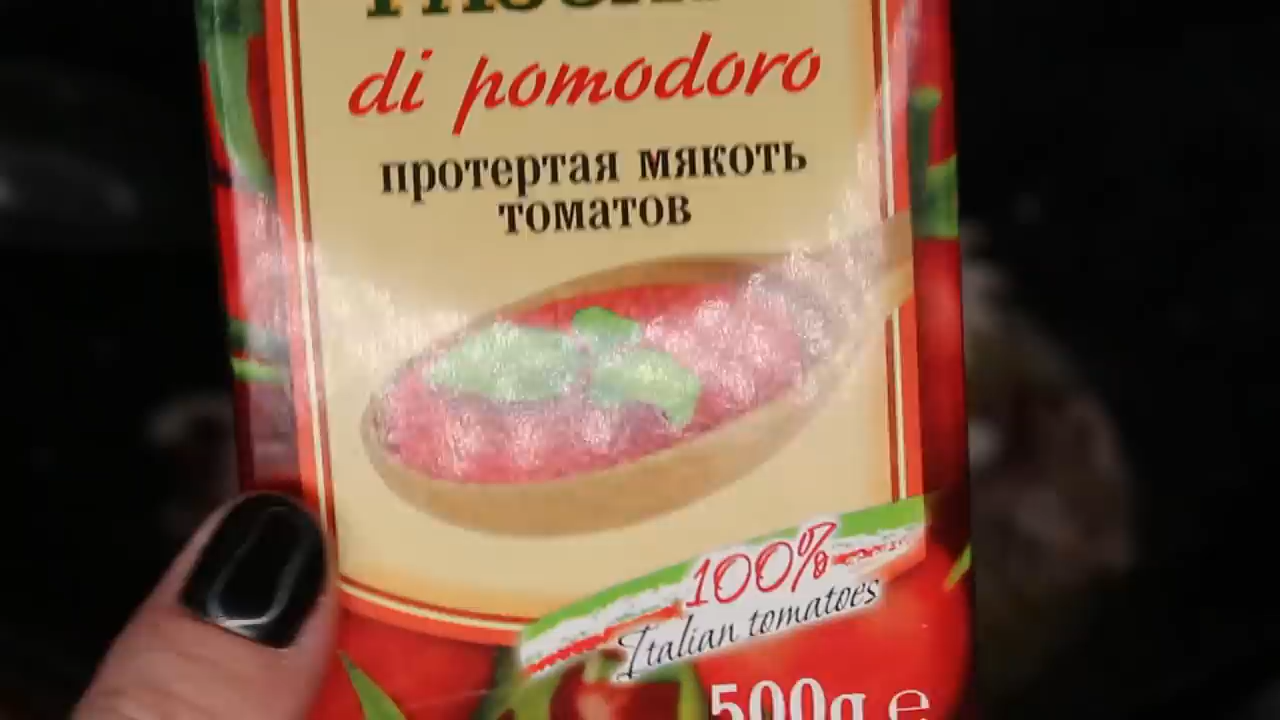 di pomodoro
протертая мякоть
томатов
100%
Italian tomatoes
500g e